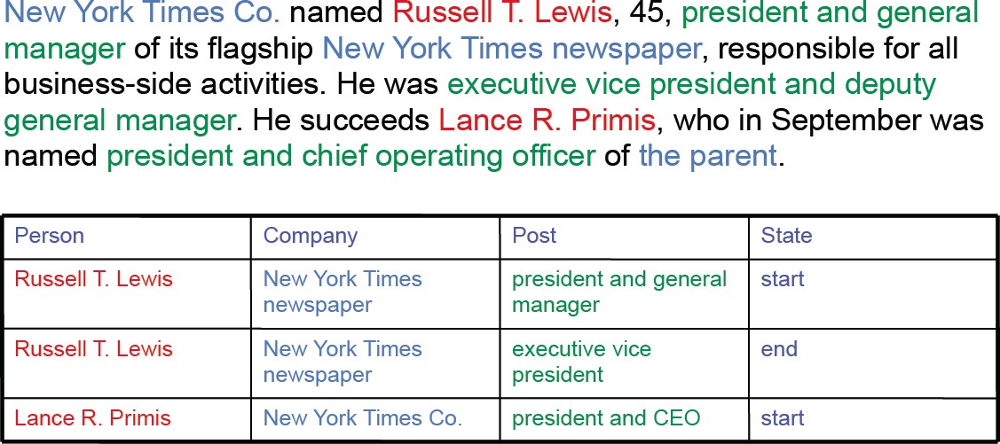 New York Times Co. named Russell T. Lewis, 45, president and general
manager of its flagship New York Times newspaper, responsible for all
business-side activities. He was executive vice president and deputy
general manager. He succeeds Lance R. Primis, who in September was
named president and chief operating officer of the parent.
Person Company Post State
Russell T. Lewis New York Times newspaper president and general manager start
Russell T. Lewis New York Times newspaper executive vice president end
Lance R. Primis New York Times Co. president and CEO start